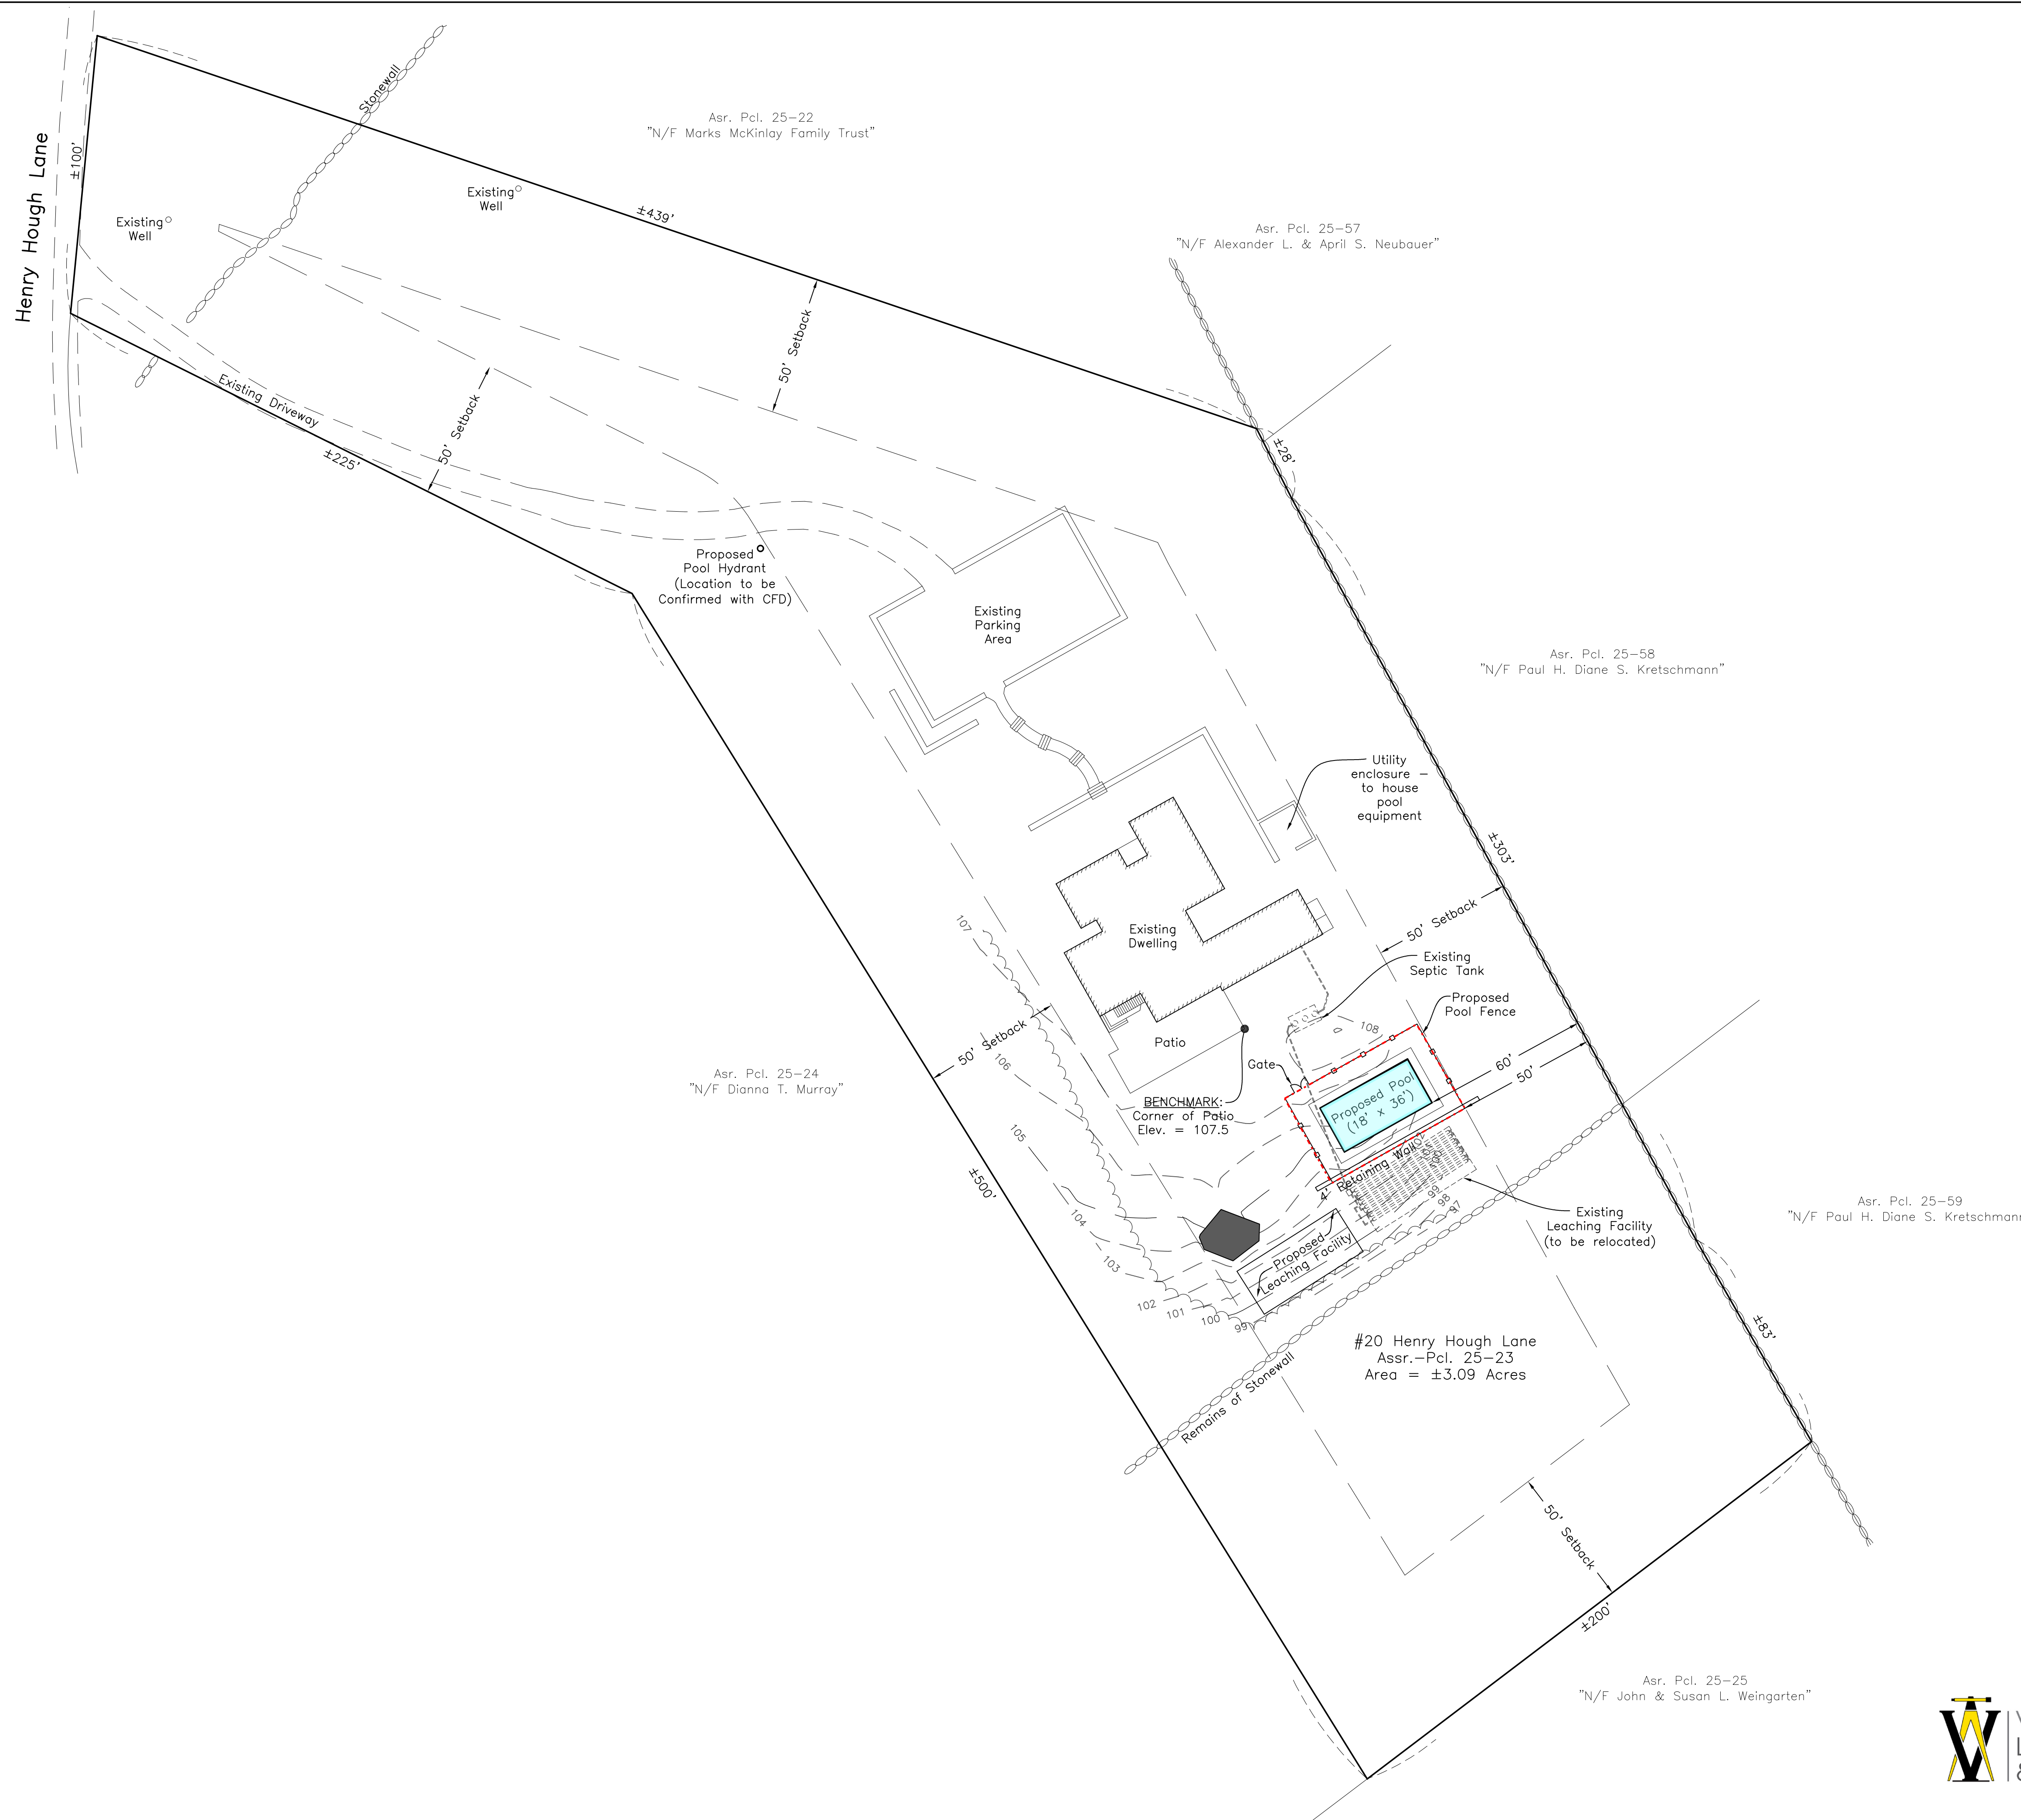 Stonewall
Asr. Pcl. 25-22
"N/F Marks McKinlay Family Trust"
±100'
Henry Hough Lane
Existing
Well
Existing
Well
±439'
Asr. Pcl. 25-57
"N/F Alexander L. & April S. Neubauer"
50' Setback
Existing Driveway
50' Setback
±225'
±28'
Proposed
Pool Hydrant
(Location to be
Confirmed with CFD)
Existing
Parking
Area
Asr. Pcl. 25-58
"N/F Paul H. Diane S. Kretschmann"
Utility
enclosure -
to house
pool
equipment
±303'
50' Setback
107
Existing
Dwelling
Existing
Septic Tank
Proposed
Pool Fence
108
Patio
50' Setback
106
Gate
60'
50'
Asr. Pcl. 25-24
"N/F Dianna T. Murray"
BENCHMARK:
Corner of Patio
Elev. = 107.5
Proposed Pool
(18' x 36')
105
±500'
4' Retaining Wall
99
98
97
104
103
102
101
100
99
Proposed
Leaching Facility
Existing
Leaching Facility
(to be relocated)
Asr. Pcl. 25-59
"N/F Paul H. Diane S. Kretschmann
±83'
#20 Henry Hough Lane
Assr.-Pcl. 25-23
Area = ±3.09 Acres
Remains of Stonewall
50' Setback
±200'
Asr. Pcl. 25-25
"N/F John & Susan L. Weingarten"